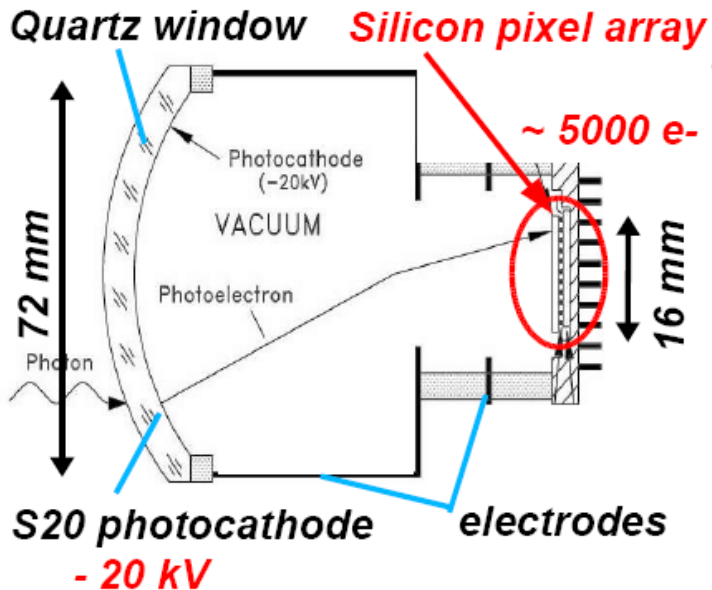 Quartz window
Silicon pixel array
~ 5000 e-
Photocathode
(-20kV)
VACUUM
72 mm
Photoelectron
16 mm
Photon
S20 photocathode
- 20 kV
electrodes